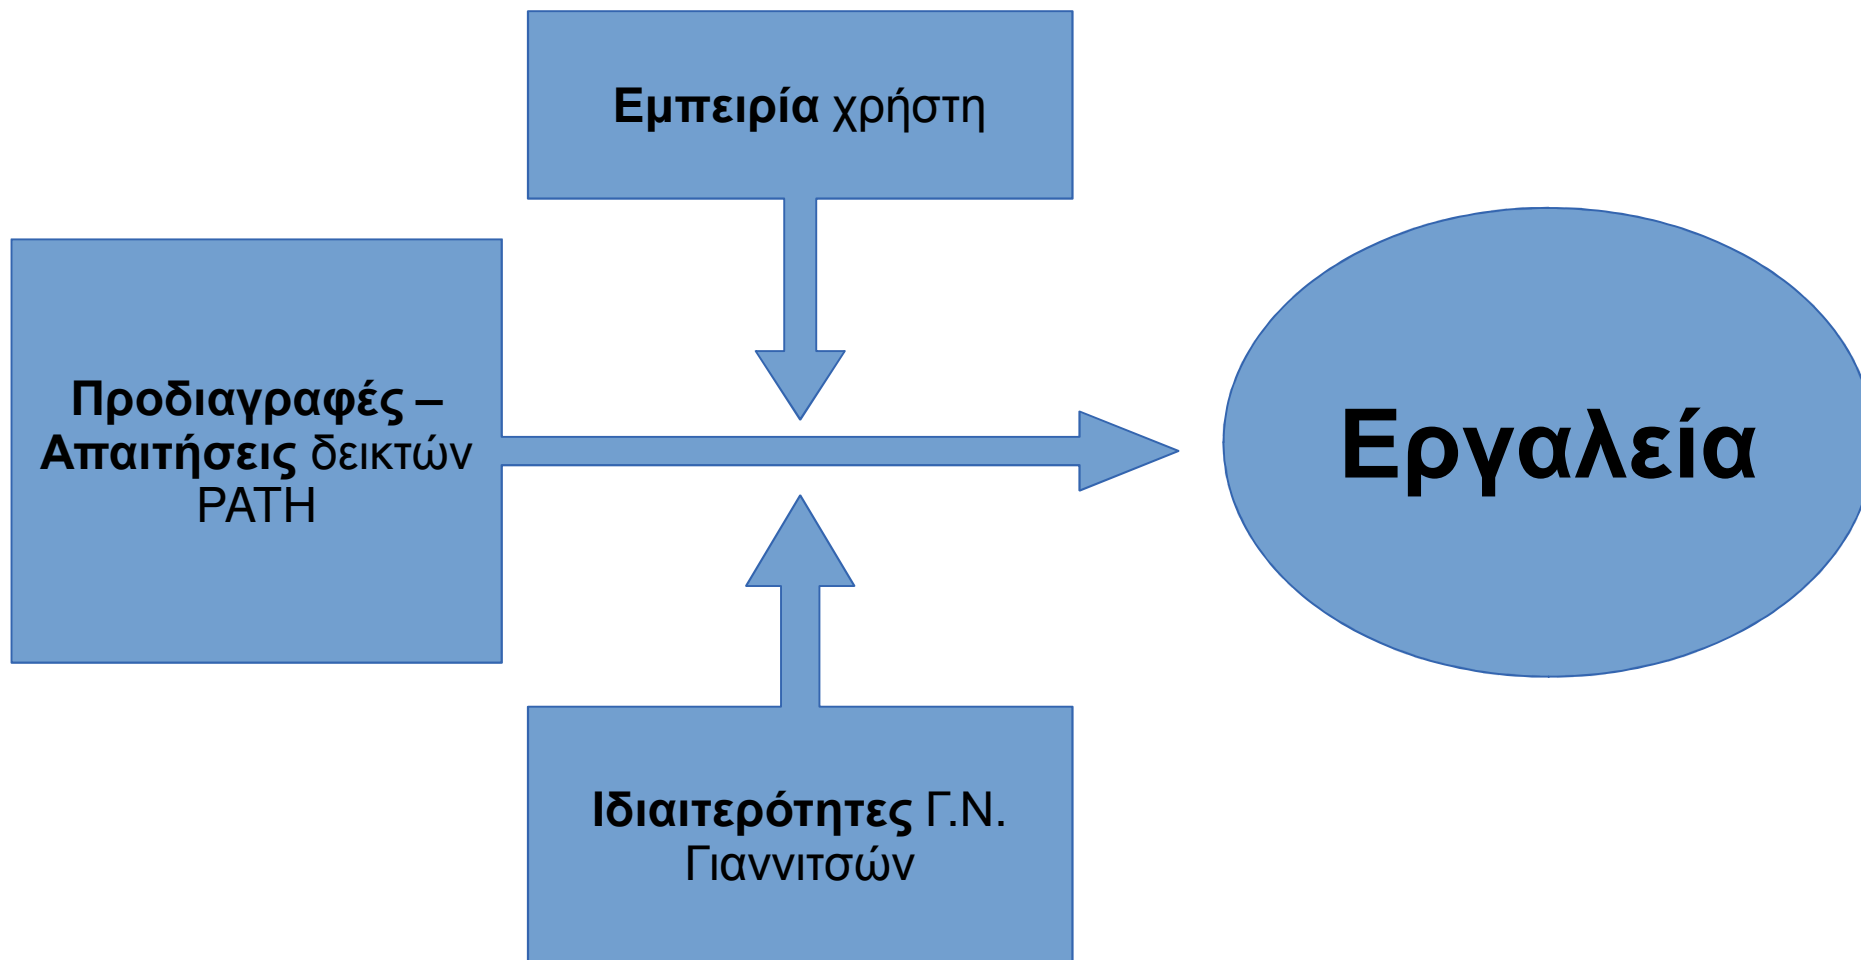 Εμπειρία χρήστη
Προδιαγραφές –
Απαιτήσεις δεικτών
PATH
Εργαλεία
Ιδιαιτερότητες Γ.Ν.
Γιαννιτσών